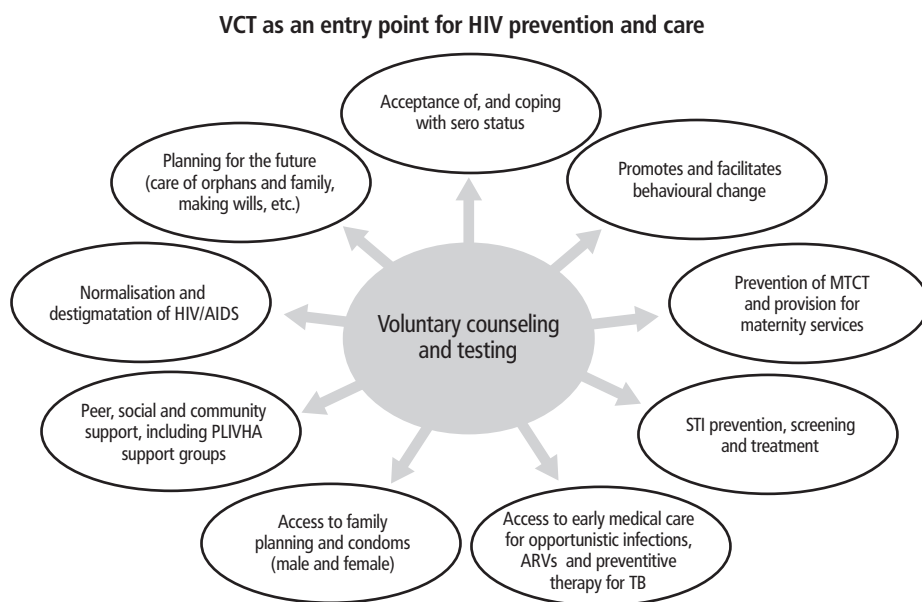 VCT as an entry point for HIV prevention and care
Acceptance of, and coping
with sero status
Planning for the future
(care of orphans and family,
making wills, etc.)
Promotes and facilitates
behavioural change
Normalisation and
destigmatation of HIV/AIDS
Voluntary counseling
and testing
Prevention of MTCT
and provision for
maternity services
Peer, social and community
support, including PLIVHA
support groups
STI prevention, screening
and treatment
Access to family
planning and condoms
(male and female)
Access to early medical care
for opportunistic infections,
ARVs and preventitive
therapy for TB